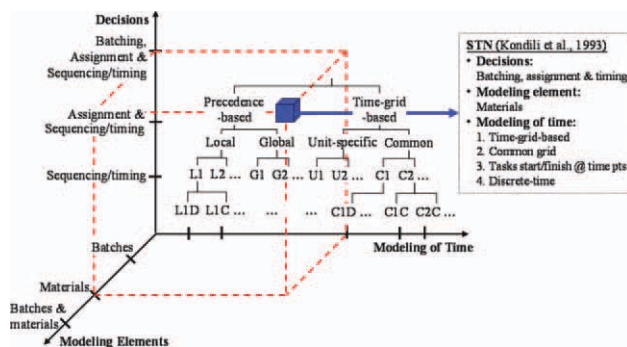 Decisions
Batching,
Assignment &
Sequencing/timing
Assignment &
Sequencing/timing
Sequencing/timing
Precedence
-based
Time-grid
-based
Local
Global
Unit-specific
Common
L1
L2 ...
G1
G2...
U1
U2 ...
C1
C2 ...
L1D
L1C ...
...
...
C1D ...
C1C
C2C ...
Modeling of Time
Batches
Materials
Batches &
materials
Modeling Elements
STN (Kondili et al., 1993)
• Decisions:
Batching, assignment & timing
• Modeling element:
Materials
• Modeling of time:
1. Time-grid-based
2. Common grid
3. Tasks start/finish @ time pts
4. Discrete-time